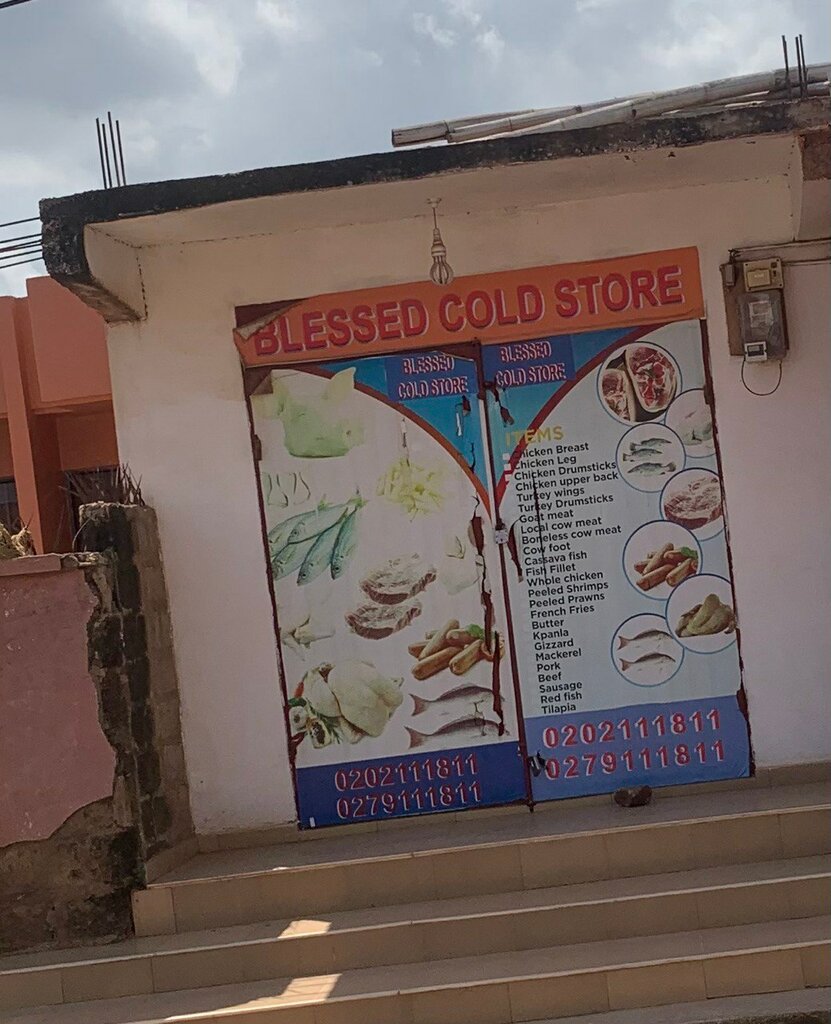 BLESSED COLD STORE
BLESSED
COLD STORE
0202111811
0279111811
BLESSED
COLD STORE
ITEMS
Chicken Breast
Chicken Leg
Chicken Drumsticks
Chicken upper back
Turkey wings
Turkey Drumsticks
Goat meat
Local cow meat
Boneless cow meat
Cow foot
Cassava fish
Fish Fillet
Whole chicken
Peeled Shrimps
Peeled Prawns
French Fries
Butter
Kpanla
Gizzard
Mackerel
Pork
Beef
Sausage
Red fish
Tilapia
0202111811
0279111811